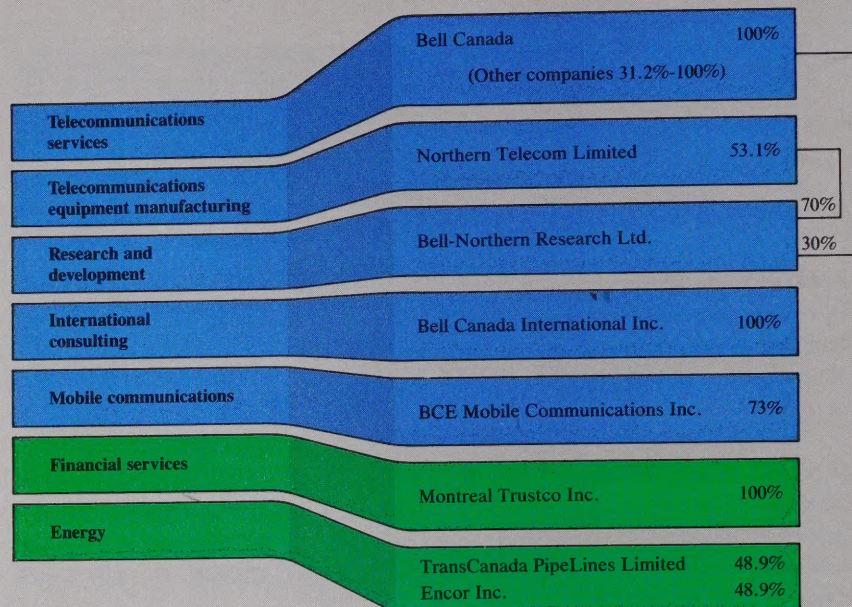 Telecommunications
services
Bell Canada 100%
(Other companies 31.2%-100%)
Telecommunications
equipment manufacturing
Northern Telecom Limited 53.1%
70%
Research and
development
Bell-Northern Research Ltd.
30%
International
consulting
Bell Canada International Inc. 100%
Mobile communications
BCE Mobile Communications Inc. 73%
Financial services
Montreal Trustco Inc. 100%
Energy
TransCanada PipeLines Limited 48.9%
Encor Inc. 48.9%